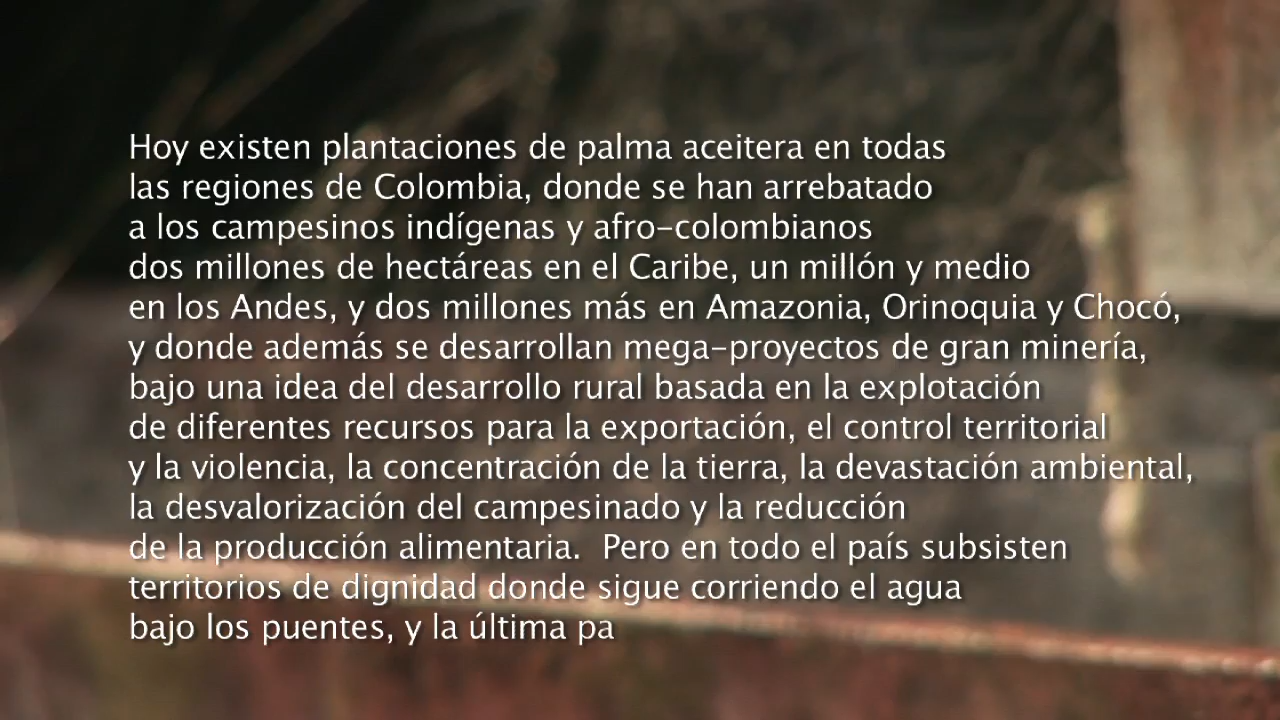 Hoy existen plantaciones de palma aceitera en todas
las regiones de Colombia, donde se han arrebatado
a los campesinos indígenas y afro-colombianos
dos millones de hectáreas en el Caribe, un millón y medio
en los Andes, y dos millones más en Amazonia, Orinoquia y Chocó,
y donde además se desarrollan mega-proyectos de gran minería,
bajo una idea del desarrollo rural basada en la explotación
de diferentes recursos para la exportación, el control territorial
y la violencia, la concentración de la tierra, la devastación ambiental,
la desvalorización del campesinado y la reducción
de la producción alimentaria.  Pero en todo el país subsisten
territorios de dignidad donde sigue corriendo el agua
bajo los puentes, y la última pa